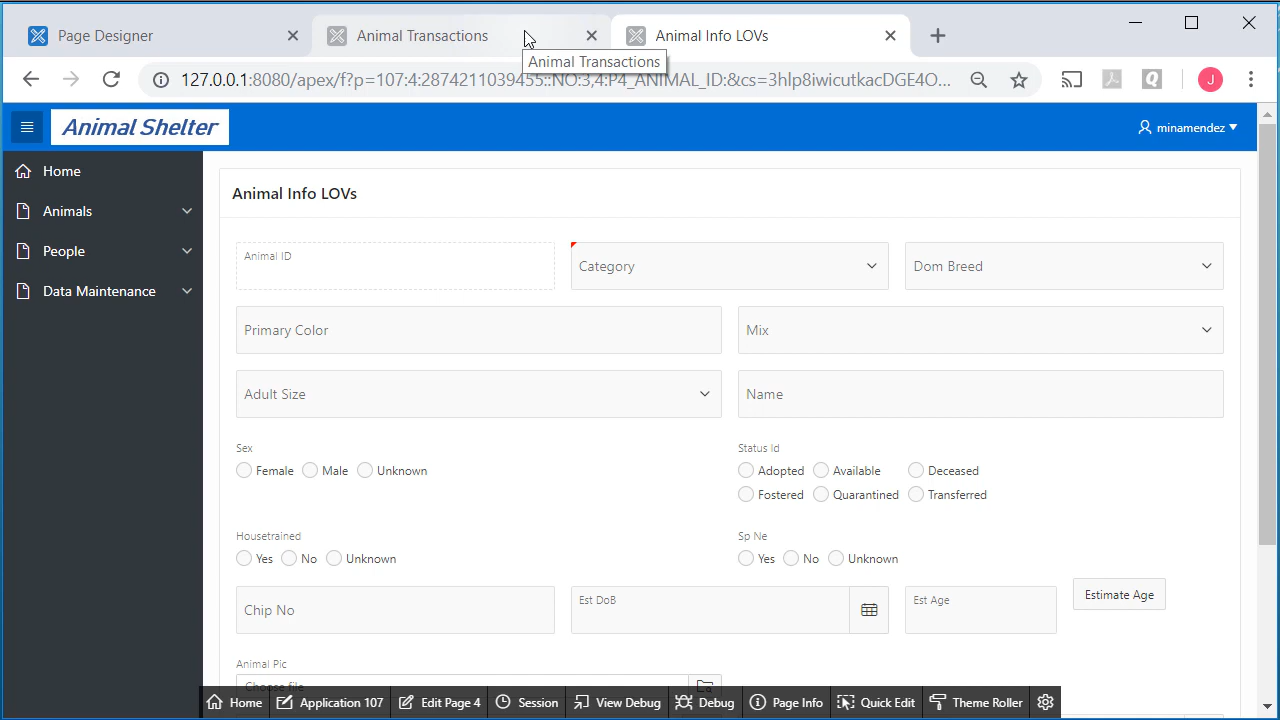 Page Designer
Animal Transactions
Animal Info LOVs
Animal Transactions
127.0.0.1:8080/apex/f?p=107:4:2874211039455::NO:3,4:P4_ANIMAL_ID:&cs=3hlp8iwicutkacDGE4O...
J
Animal Shelter
minamendez
Home
Animals
People
Data Maintenance
Animal Info LOVs
Animal ID
Category
Dom Breed
Primary Color
Mix
Adult Size
Name
Sex
Female Male Unknown
Status Id
Adopted Available Deceased
Fostered Quarantined Transferred
Housetrained
Yes No Unknown
Sp Ne
Yes No Unknown
Chip No
Est DoB
Est Age
Estimate Age
Animal Pic
Choose file
Home Application 107 Edit Page 4 Session View Debug Debug Page Info Quick Edit Theme Roller